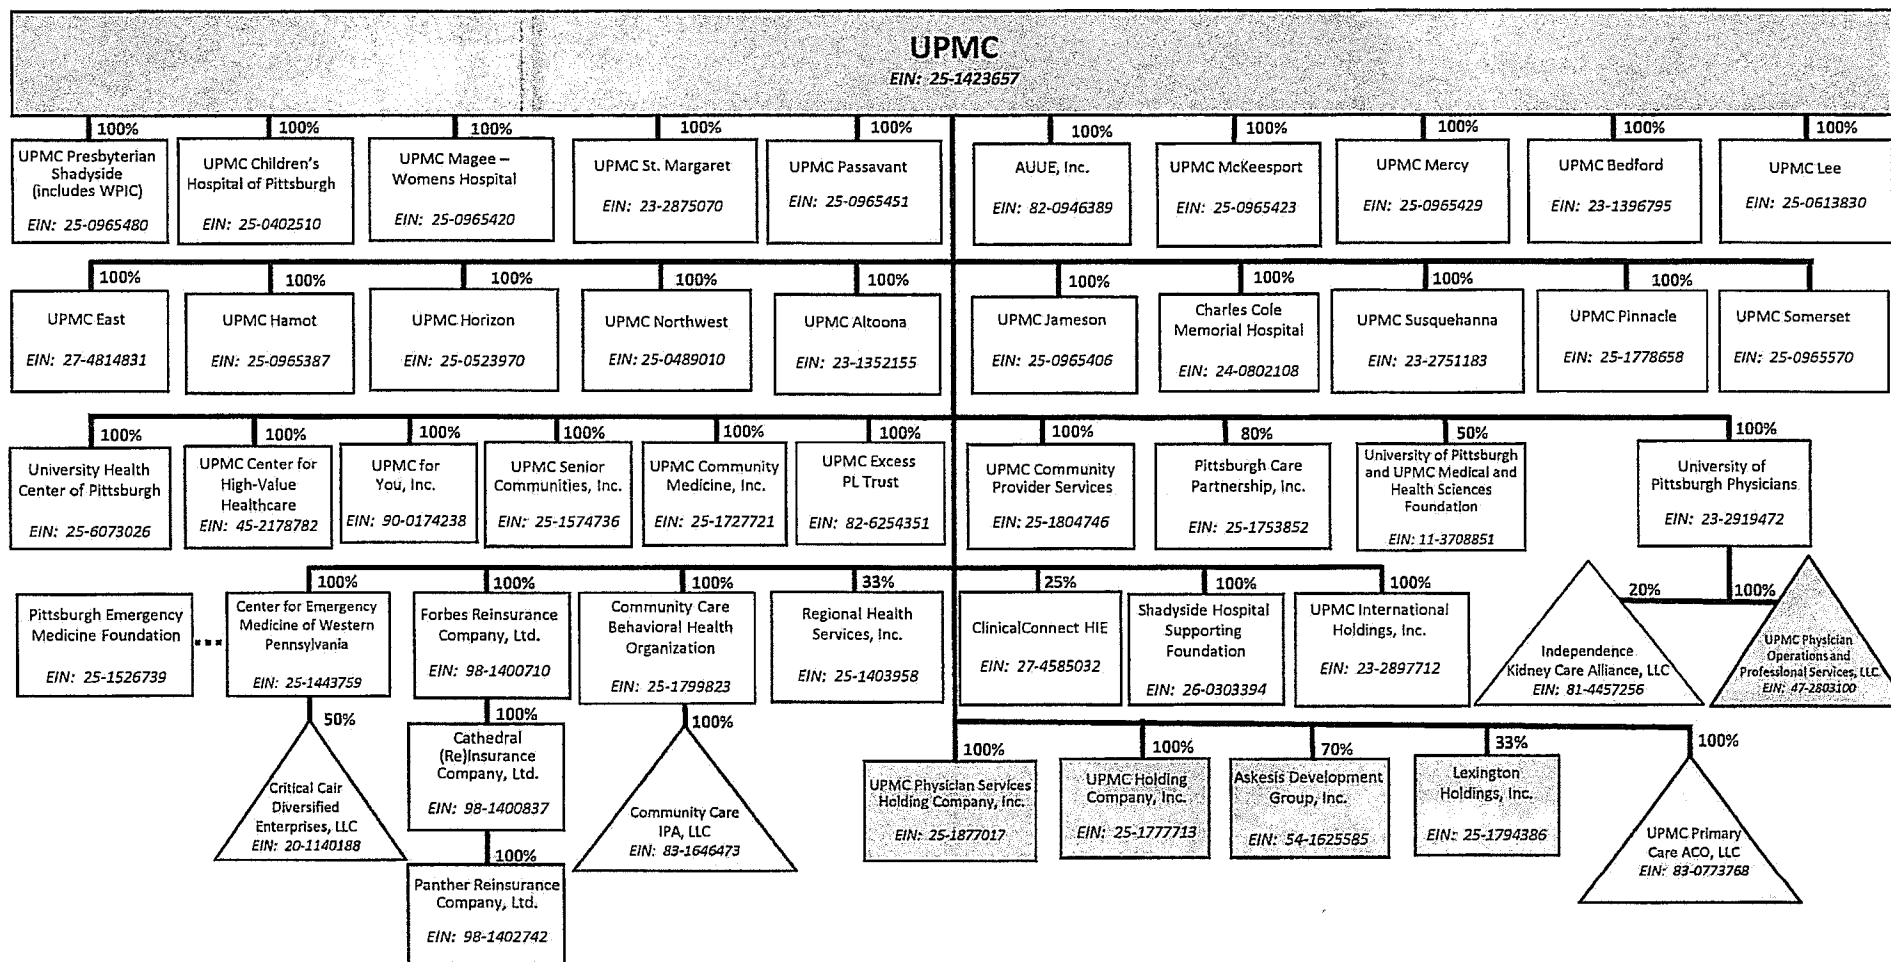 UPMC
EIN: 25-1423657
100%
UPMC Presbyterian
Shadyside
(includes WPIC)
EIN: 25-0965480
100%
UPMC Children's
Hospital of Pittsburgh
EIN: 25-0402510
100%
UPMC Magee –
Womens Hospital
EIN: 25-0965420
100%
UPMC St. Margaret
EIN: 23-2875070
100%
UPMC Passavant
EIN: 25-0965451
100%
AUUE, Inc.
EIN: 82-0946389
100%
UPMC McKeesport
EIN: 25-0965423
100%
UPMC Mercy
EIN: 25-0965429
100%
UPMC Bedford
EIN: 23-1396795
100%
UPMC Lee
EIN: 25-0613830
100%
UPMC East
EIN: 27-4814831
100%
UPMC Hamot
EIN: 25-0965387
100%
UPMC Horizon
EIN: 25-0523970
100%
UPMC Northwest
EIN: 25-0489010
100%
UPMC Altoona
EIN: 23-1352155
100%
UPMC Jameson
EIN: 25-0965406
100%
Charles Cole
Memorial Hospital
EIN: 24-0802108
100%
UPMC Susquehanna
EIN: 23-2751183
100%
UPMC Pinnacle
EIN: 25-1778658
100%
UPMC Somerset
EIN: 25-0965570
100%
University Health
Center of Pittsburgh
EIN: 25-6073026
100%
UPMC Center for
High-Value
Healthcare
EIN: 45-2178782
100%
UPMC for
You, Inc.
EIN: 90-0174238
100%
UPMC Senior
Communities, Inc.
EIN: 25-1574736
100%
UPMC Community
Medicine, Inc.
EIN: 25-1727721
100%
UPMC Excess
PL Trust
EIN: 82-6254351
100%
UPMC Community
Provider Services
EIN: 25-1804746
80%
Pittsburgh Care
Partnership, Inc.
EIN: 25-1753852
50%
University of Pittsburgh
and UPMC Medical and
Health Sciences
Foundation
EIN: 11-3708851
100%
University of
Pittsburgh Physicians
EIN: 23-2919472
Pittsburgh Emergency
Medicine Foundation
EIN: 25-1526739
100%
Center for Emergency
Medicine of Western
Pennsylvania
EIN: 25-1443759
100%
Forbes Reinsurance
Company, Ltd.
EIN: 98-1400710
100%
Community Care
Behavioral Health
Organization
EIN: 25-1799823
33%
Regional Health
Services, Inc.
EIN: 25-1403958
25%
ClinicalConnect HIE
EIN: 27-4585032
100%
Shadyside Hospital
Supporting
Foundation
EIN: 26-0303394
100%
UPMC International
Holdings, Inc.
EIN: 23-2897712
20%
Independence
Kidney Care Alliance, LLC
EIN: 81-4457256
100%
UPMC Physician
Operations and
Professional Services, LLC
EIN: 47-2803100
50%
Critical Cair
Diversified
Enterprises, LLC
EIN: 20-1140188
100%
Cathedral
(Re)Insurance
Company, Ltd.
EIN: 98-1400837
100%
Community Care
IPA, LLC
EIN: 83-1646473
100%
UPMC Physician Services
Holding Company, Inc.
EIN: 25-1877017
100%
UPMC Holding
Company, Inc.
EIN: 25-1777713
70%
Askesis Development
Group, Inc.
EIN: 54-1625585
33%
Lexington
Holdings, Inc.
EIN: 25-1794386
100%
UPMC Primary
Care ACO, LLC
EIN: 83-0773768
100%
Panther Reinsurance
Company, Ltd.
EIN: 98-1402742